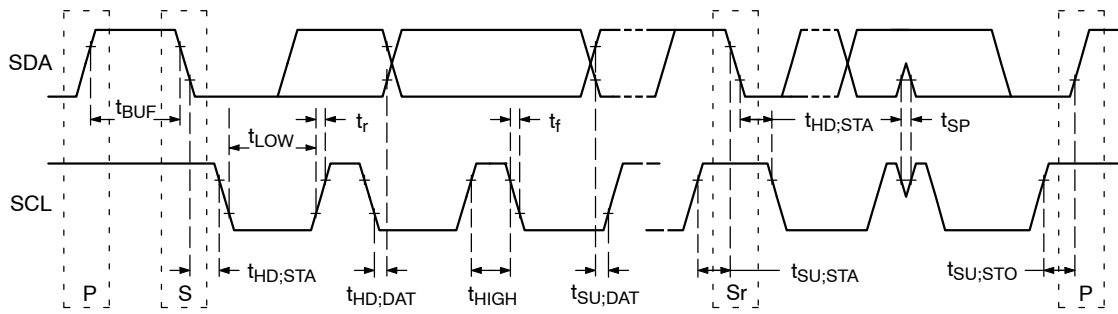 SDA
tBUF
tLOW
tr
tf
tHD;STA
tSP
SCL
tHD;STA
tHD;DAT
tHIGH
tSU;DAT
tSU;STA
tSU;STO
P
S
Sr
P